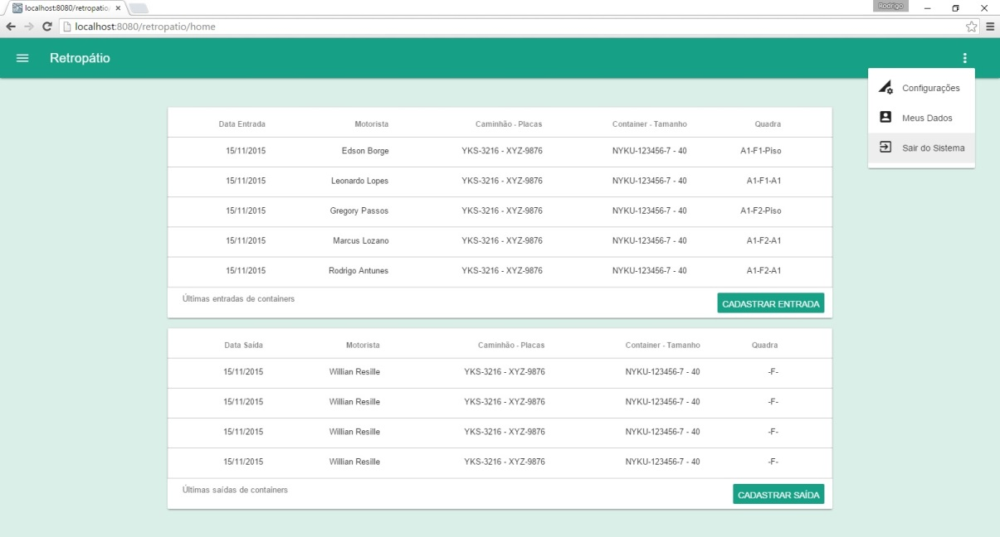 localhost:8080/retropatio
Rodrigo
localhost:8080/retropatio/home
Retropátio
Configurações
Meus Dados
Sair do Sistema
Data Entrada Motorista Caminhão - Placas Container - Tamanho Quadra
15/11/2015 Edson Borge YKS-3216 - XYZ-9876 NYKU-123456-7 - 40 A1-F1-Piso
15/11/2015 Leonardo Lopes YKS-3216 - XYZ-9876 NYKU-123456-7 - 40 A1-F1-A1
15/11/2015 Gregory Passos YKS-3216 - XYZ-9876 NYKU-123456-7 - 40 A1-F2-Piso
15/11/2015 Marcus Lozano YKS-3216 - XYZ-9876 NYKU-123456-7 - 40 A1-F2-A1
15/11/2015 Rodrigo Antunes YKS-3216 - XYZ-9876 NYKU-123456-7 - 40 A1-F2-A1
Últimas entradas de containers CADASTRAR ENTRADA
Data Saída Motorista Caminhão - Placas Container - Tamanho Quadra
15/11/2015 Willian Resille YKS-3216 - XYZ-9876 NYKU-123456-7 - 40 -F-
15/11/2015 Willian Resille YKS-3216 - XYZ-9876 NYKU-123456-7 - 40 -F-
15/11/2015 Willian Resille YKS-3216 - XYZ-9876 NYKU-123456-7 - 40 -F-
15/11/2015 Willian Resille YKS-3216 - XYZ-9876 NYKU-123456-7 - 40 -F-
Últimas saídas de containers CADASTRAR SAÍDA